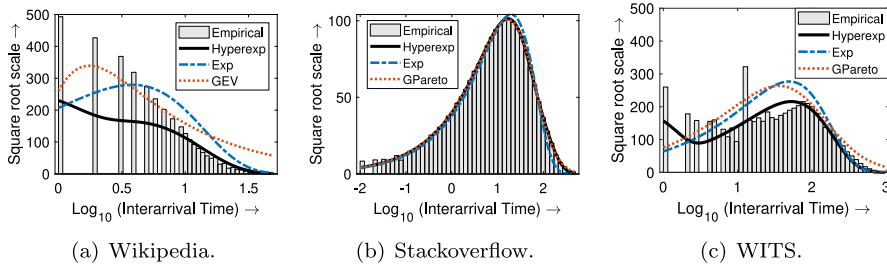 Square root scale →
500
400
300
200
100
0
Empirical
Hyperexp
Exp
GEV
0
0.5
1
1.5
Log10 (Interarrival Time) →
(a) Wikipedia.
Square root scale →
100
50
0
Empirical
Hyperexp
Exp
GPareto
-2
-1
0
1
2
Log10 (Interarrival Time) →
(b) Stackoverflow.
Square root scale →
500
400
300
200
100
0
Empirical
Hyperexp
Exp
GPareto
0
1
2
3
Log10 (Interarrival Time) →
(c) WITS.